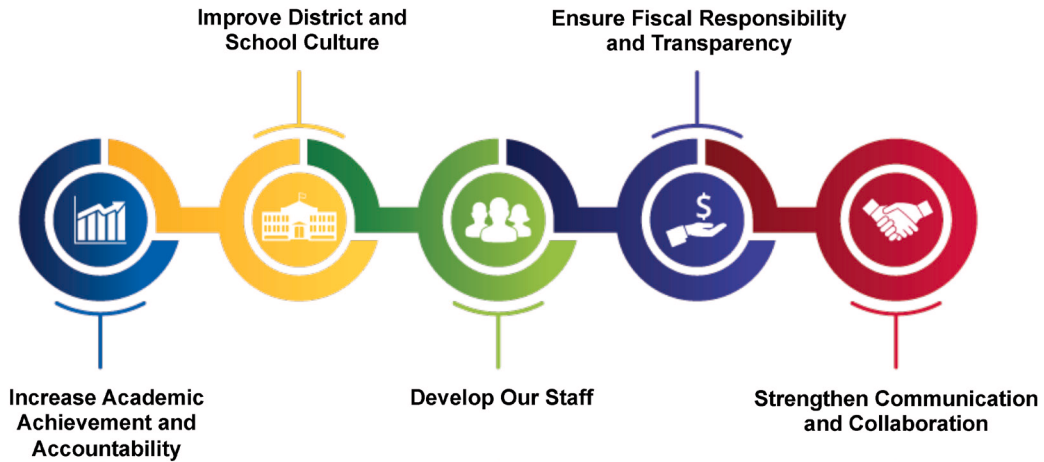 Improve District and
School Culture
Ensure Fiscal Responsibility
and Transparency
$
Increase Academic
Achievement and
Accountability
Develop Our Staff
Strengthen Communication
and Collaboration